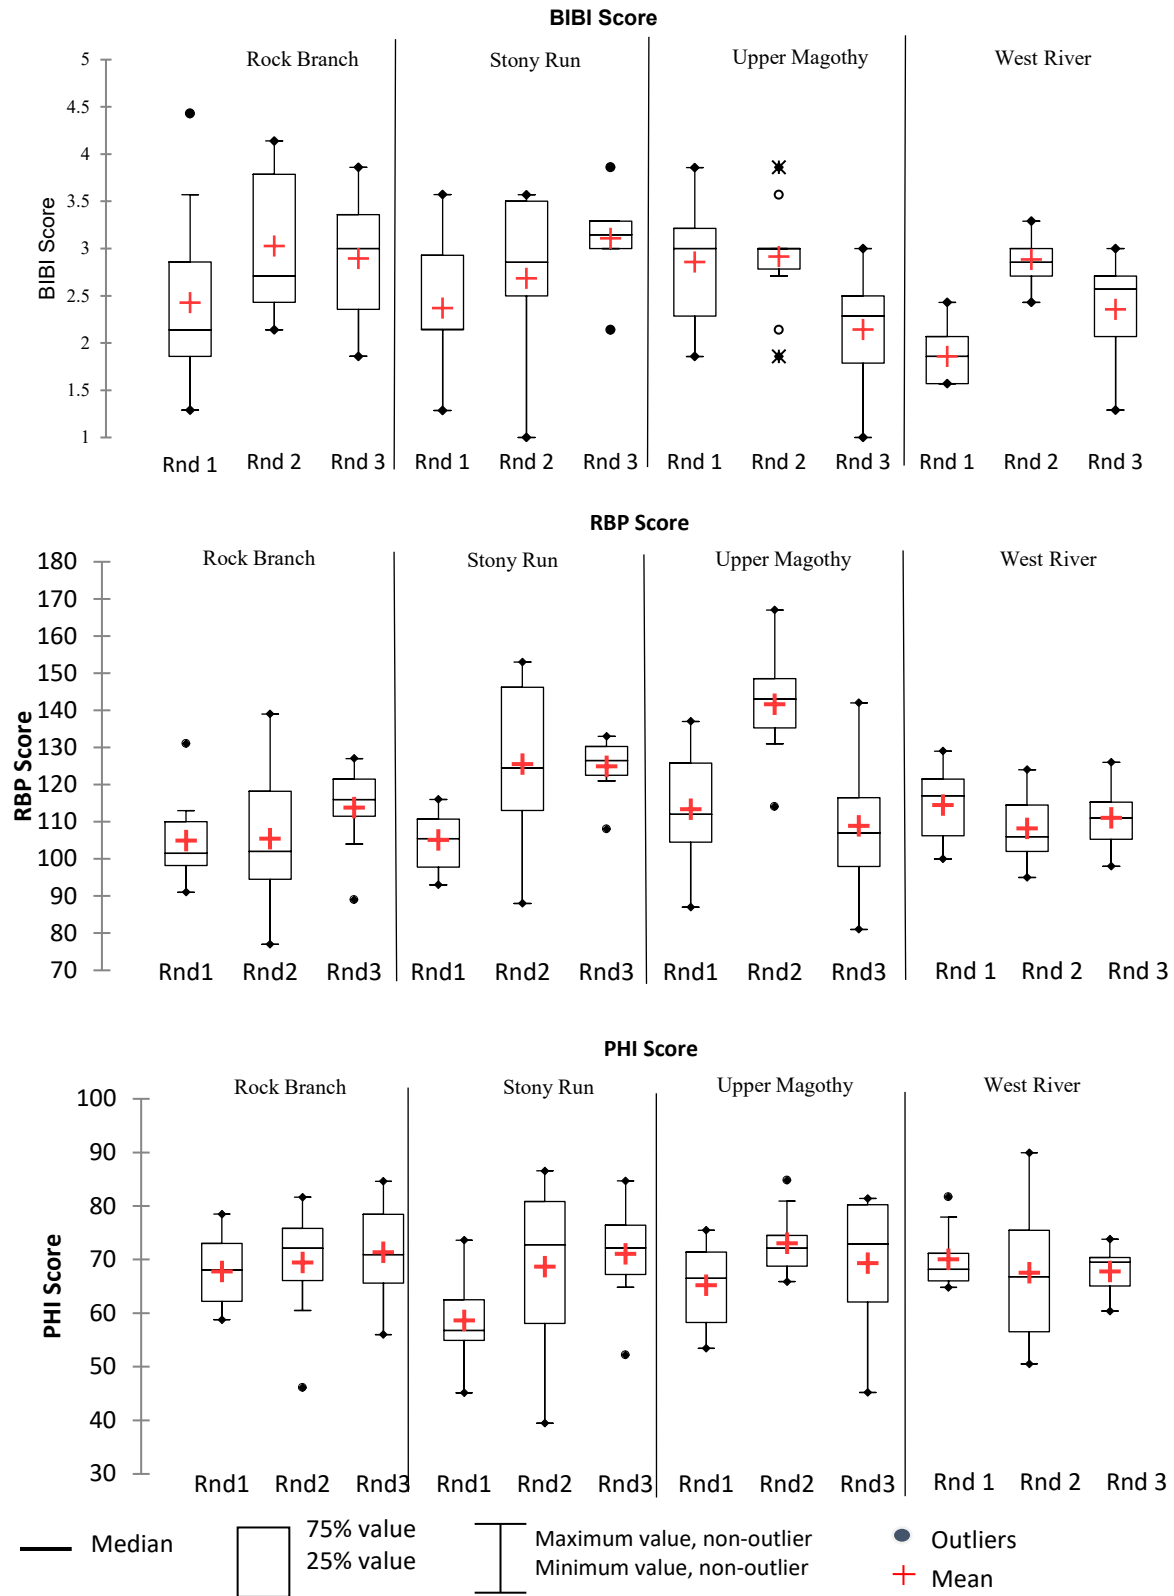 BIBI Score
Rock Branch
Stony Run
Upper Magothy
West River
BIBI Score
5
4.5
4
3.5
3
2.5
2
1.5
1
Rnd 1 Rnd 2 Rnd 3 Rnd 1 Rnd 2 Rnd 3 Rnd 1 Rnd 2 Rnd 3 Rnd 1 Rnd 2 Rnd 3
RBP Score
Rock Branch
Stony Run
Upper Magothy
West River
RBP Score
180
170
160
150
140
130
120
110
100
90
80
70
Rnd1 Rnd2 Rnd3 Rnd1 Rnd2 Rnd3 Rnd1 Rnd2 Rnd3 Rnd 1 Rnd 2 Rnd 3
PHI Score
Rock Branch
Stony Run
Upper Magothy
West River
PHI Score
100
90
80
70
60
50
40
30
Rnd1 Rnd2 Rnd3 Rnd1 Rnd2 Rnd3 Rnd1 Rnd2 Rnd3 Rnd 1 Rnd 2 Rnd 3
Median
75% value
25% value
Maximum value, non-outlier
Minimum value, non-outlier
Outliers
Mean